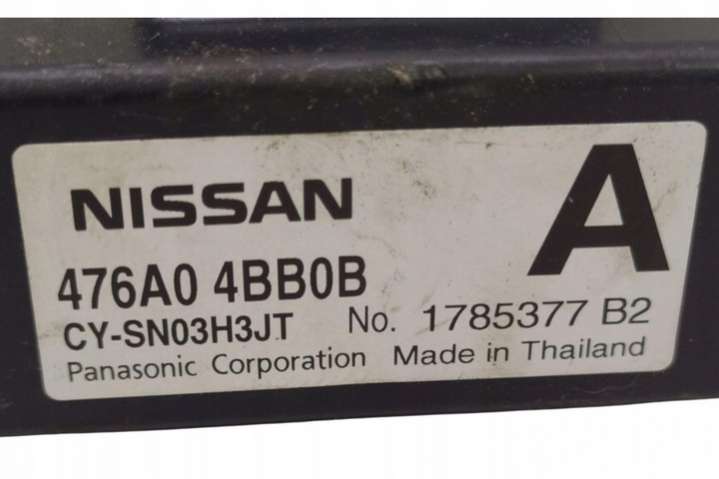 NISSAN
A
476A0 4BB0B
CY-SN03H3JT No. 1785377 B2
Panasonic Corporation Made in Thailand